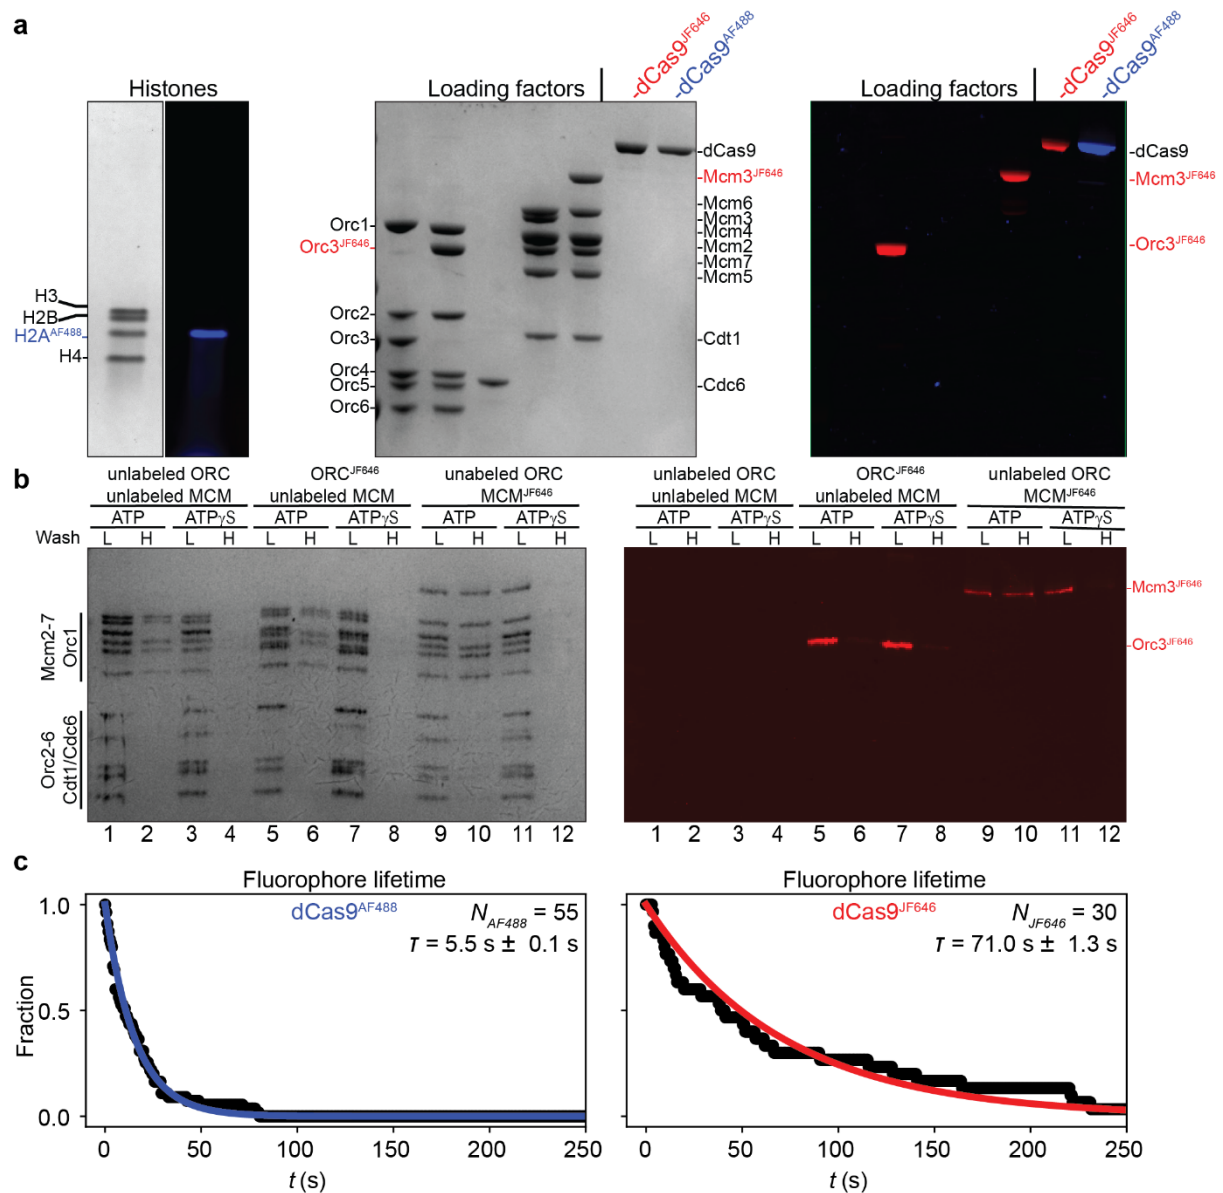 a
Histones
Loading factors
-dCas9JF646
-dCas9AF488
Loading factors
-dCas9JF646
-dCas9AF488
H3
H2B
H2AAF488
H4
Orc1
Orc3JF646
Orc2
Orc3
Orc4
Orc5
Orc6
-dCas9
-Mcm3JF646
-Mcm6
-Mcm3
-Mcm4
-Mcm2
-Mcm7
-Mcm5
-Cdt1
-Cdc6
-dCas9
-Mcm3JF646
-Orc3JF646
b
unlabeled ORC ORCJF646 unabeled ORC
unlabeled MCM unlabeled MCM MCMJF646
ATP ATPγS ATP ATPγS ATP ATPγS
Wash L H L H L H L H L H L H
Mcm2-7
Orc1
Orc2-6
Cdt1/Cdc6
1 2 3 4 5 6 7 8 9 10 11 12
unlabeled ORC ORCJF646 unlabeled ORC
unlabeled MCM unlabeled MCM MCMJF646
ATP ATPγS ATP ATPγS ATP ATPγS
L H L H L H L H L H L H
-Mcm3JF646
-Orc3JF646
1 2 3 4 5 6 7 8 9 10 11 12
c
Fluorophore lifetime
dCas9AF488
NAF488 = 55
τ = 5.5 s ± 0.1 s
Fraction
1.0
0.5
0.0
0 50 100 150 200 250
t (s)
Fluorophore lifetime
dCas9JF646
NJF646 = 30
τ = 71.0 s ± 1.3 s
0 50 100 150 200 250
t (s)